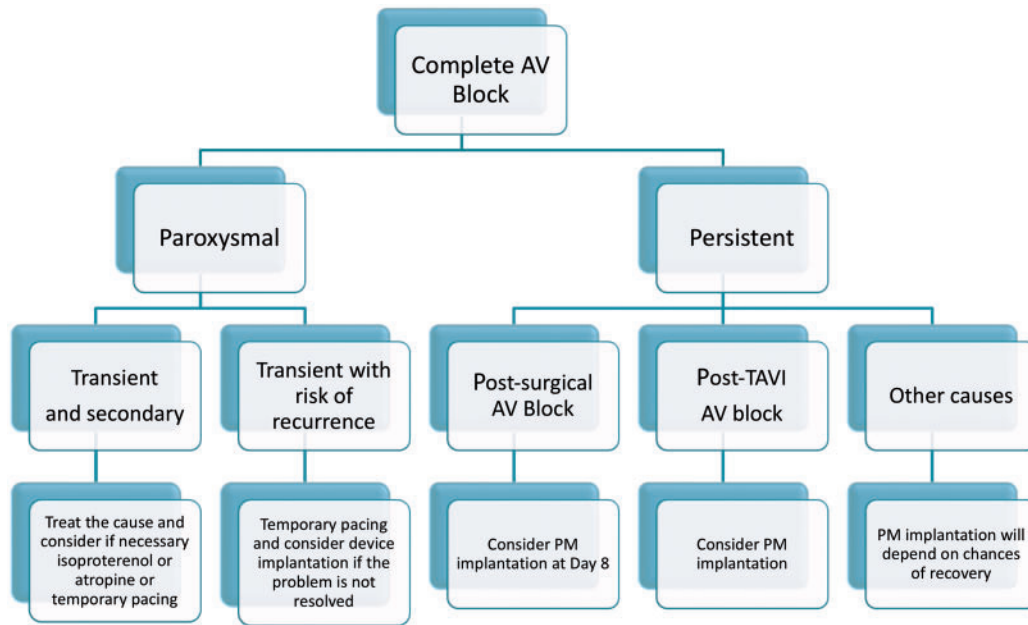 Complete AV
Block
Paroxysmal
Persistent
Transient
and secondary
Transient with
risk of
recurrence
Post-surgical
AV Block
Post-TAVI
AV block
Other causes
Treat the cause and
consider if necessary
isoproterenol or
atropine or
temporary pacing
Temporary pacing
and consider device
implantation if the
problem is not
resolved
Consider PM
implantation at Day 8
Consider PM
implantation
PM implantation will
depend on chances
of recovery